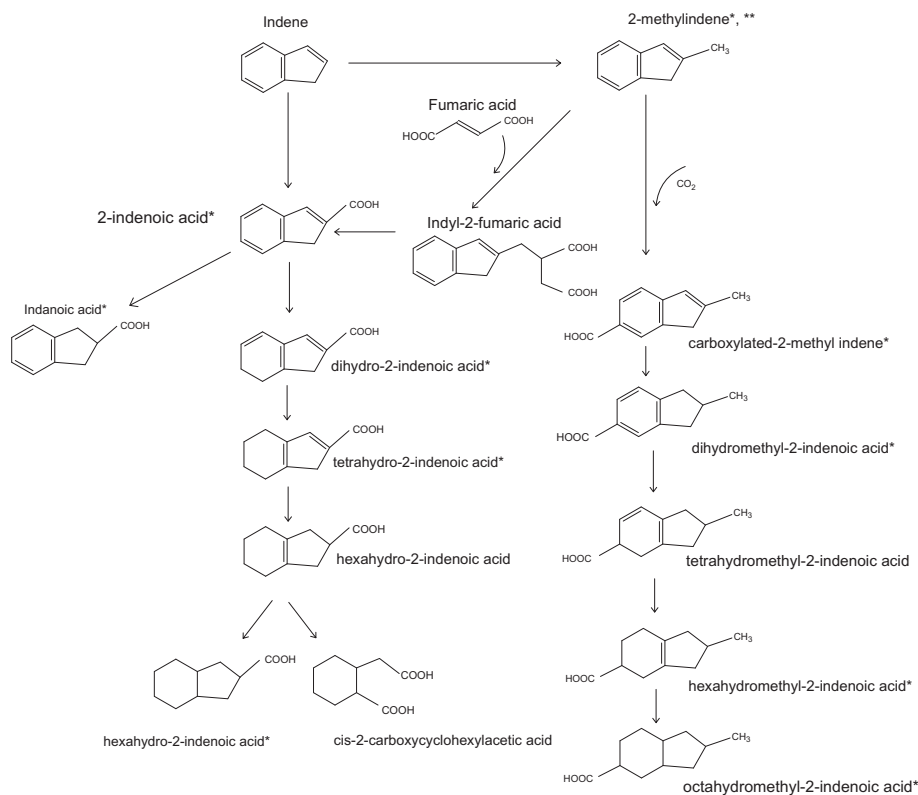 Indene
2-methylindene*, **
CH3
Fumaric acid
COOH
HOOC
CO2
COOH
2-indenoic acid*
Indyl-2-fumaric acid
COOH
COOH
Indanoic acid*
COOH
CH3
HOOC
carboxylated-2-methyl indene*
COOH
dihydro-2-indenoic acid*
CH3
HOOC
dihydromethyl-2-indenoic acid*
COOH
tetrahydro-2-indenoic acid*
COOH
hexahydro-2-indenoic acid
CH3
HOOC
tetrahydromethyl-2-indenoic acid
COOH
COOH
COOH
hexahydro-2-indenoic acid*
cis-2-carboxycyclohexylacetic acid
CH3
HOOC
hexahydromethyl-2-indenoic acid*
CH3
HOOC
octahydromethyl-2-indenoic acid*